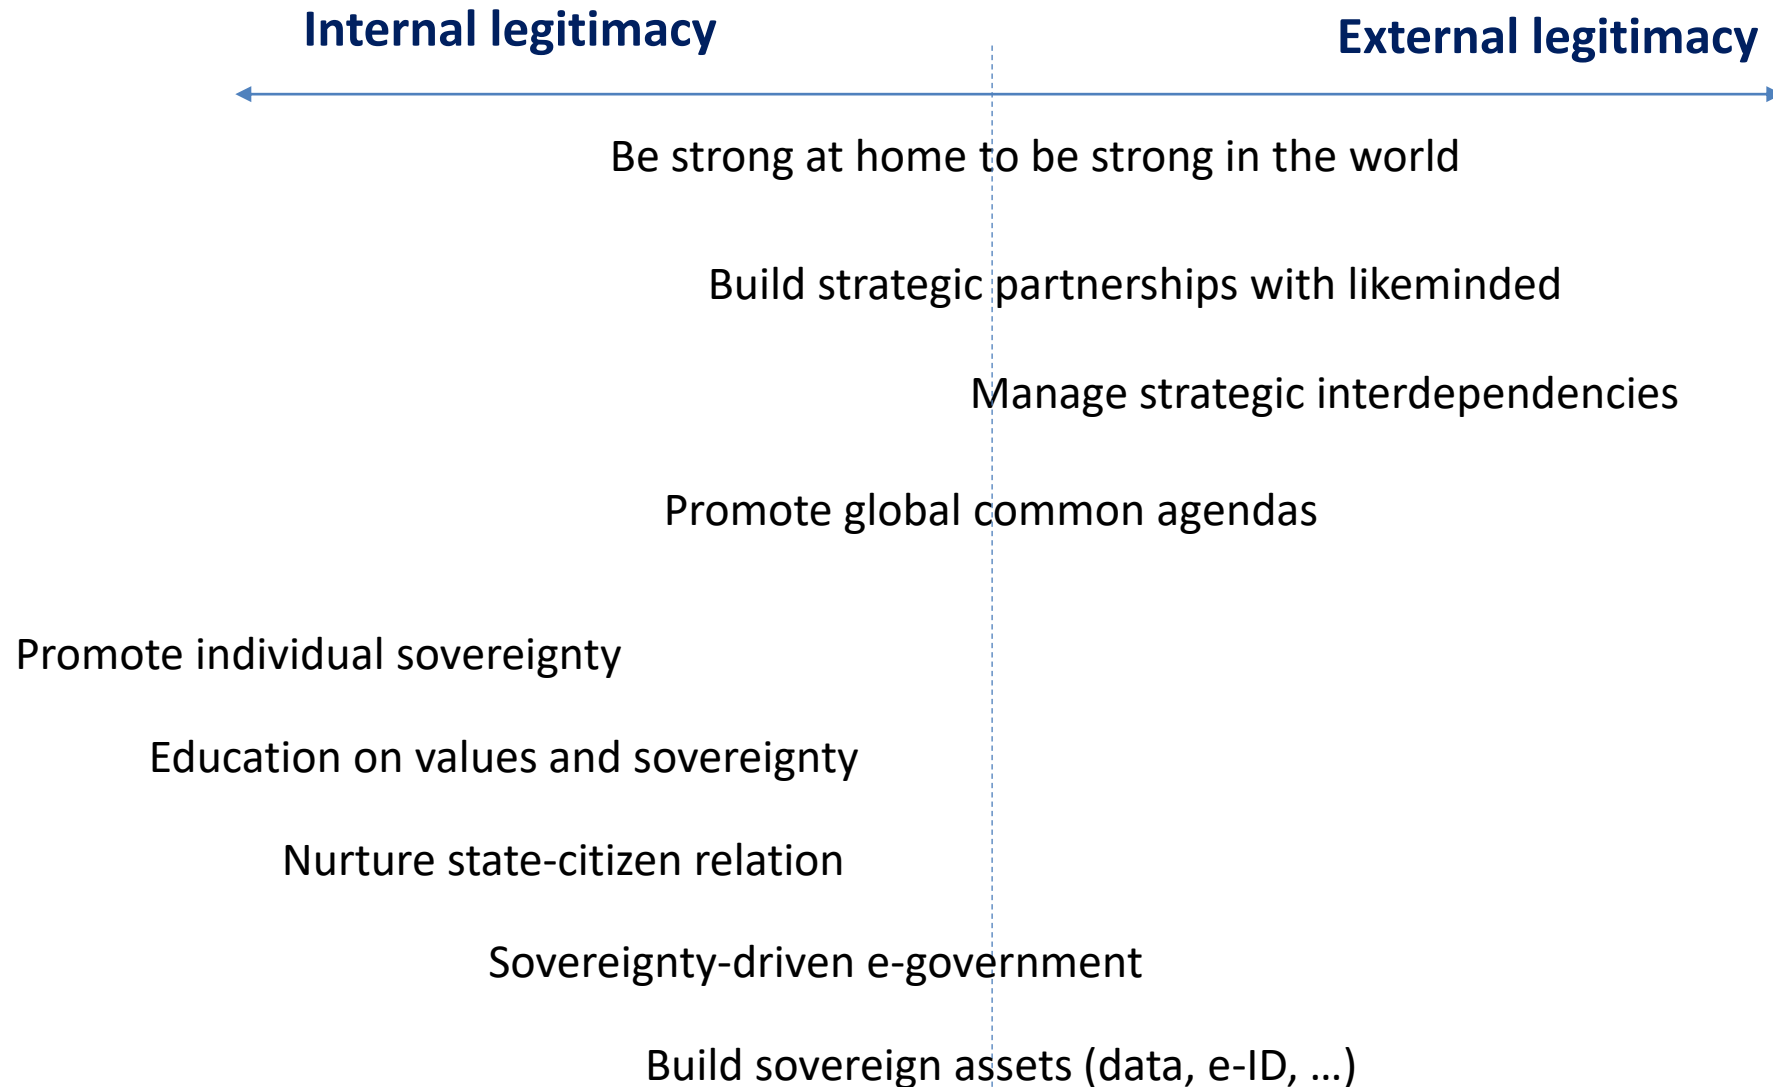 Internal legitimacy
External legitimacy
Be strong at home to be strong in the world
Build strategic partnerships with likeminded
Manage strategic interdependencies
Promote global common agendas
Promote individual sovereignty
Education on values and sovereignty
Nurture state-citizen relation
Sovereignty-driven e-government
Build sovereign assets (data, e-ID, …)